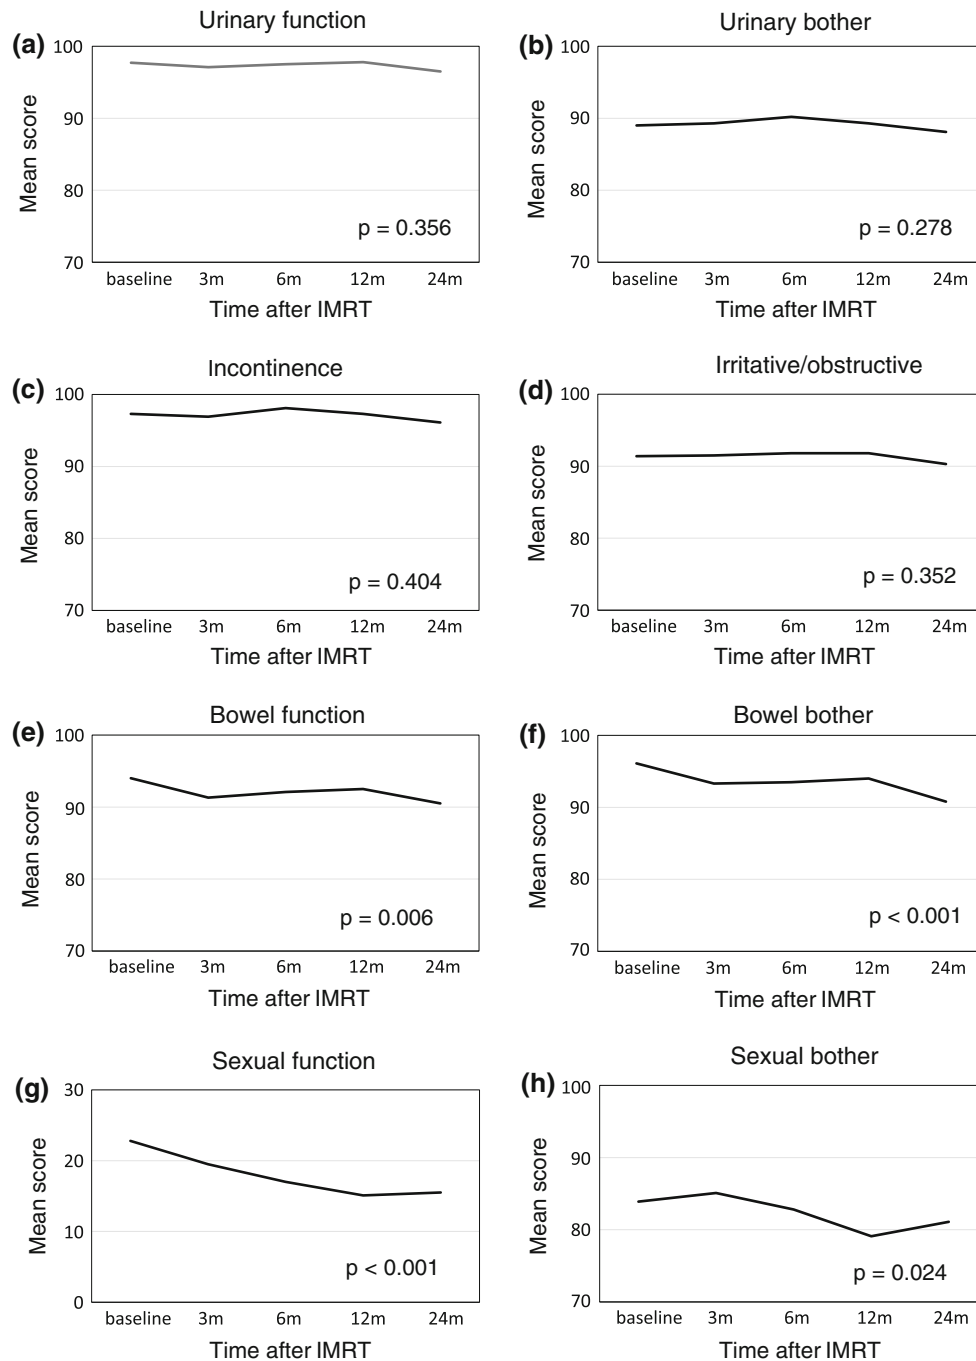 Urinary function
(a)
100
90
80
70
Mean score
p = 0.356
baseline 3m 6m 12m 24m
Time after IMRT
Urinary bother
(b)
100
90
80
70
Mean score
p = 0.278
baseline 3m 6m 12m 24m
Time after IMRT
Incontinence
(c)
100
90
80
70
Mean score
p = 0.404
baseline 3m 6m 12m 24m
Time after IMRT
Irritative/obstructive
(d)
100
90
80
70
Mean score
p = 0.352
baseline 3m 6m 12m 24m
Time after IMRT
Bowel function
(e)
100
90
80
70
Mean score
p = 0.006
baseline 3m 6m 12m 24m
Time after IMRT
Bowel bother
(f)
100
90
80
70
Mean score
p < 0.001
baseline 3m 6m 12m 24m
Time after IMRT
Sexual function
(g)
30
20
10
0
Mean score
p < 0.001
baseline 3m 6m 12m 24m
Time after IMRT
Sexual bother
(h)
100
90
80
70
Mean score
p = 0.024
baseline 3m 6m 12m 24m
Time after IMRT